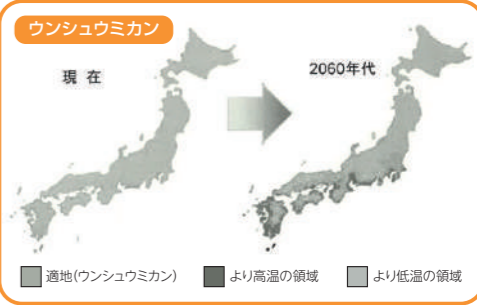 ウンシュウミカン
現 在
2060年代
適地(ウンシュウミカン)
より高温の領域
より低温の領域